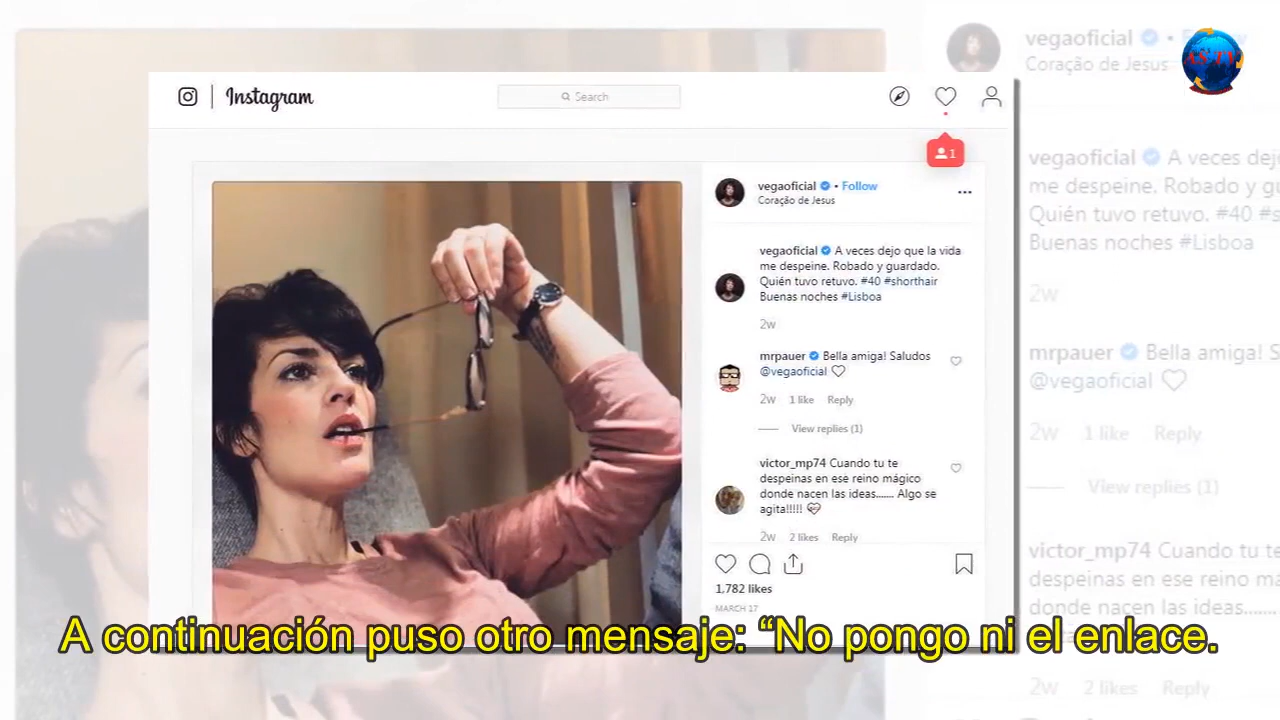 vegaoficial •
Coração de Jesus
AS TV
Instagram
Search
1
vegaoficial • Follow
Coração de Jesus
vegaoficial A veces dejo que la vida
me despeine. Robado y guardado.
Quién tuvo retuvo. #40 #shorthair
Buenas noches #Lisboa
2w
mrpauer Bella amiga! Saludos
@vegaoficial
2w 1 like Reply
View replies (1)
victor_mp74 Cuando tu te
despeinas en ese reino mágico
donde nacen las ideas....... Algo se
agita!!!!!
2w 2 likes Reply
1,782 likes
MARCH 17
vegaoficial A veces dej
me despeine. Robado y g
Quién tuvo retuvo. #40 #s
Buenas noches #Lisboa
2w
mrpauer Bella amiga! Sa
@vegaoficial
2w 1 like Reply
View replies (1)
victor_mp74 Cuando tu te
despeinas en ese reino má
donde nacen las ideas.......
2w 2 likes Reply
A continuación puso otro mensaje: “No pongo ni el enlace.